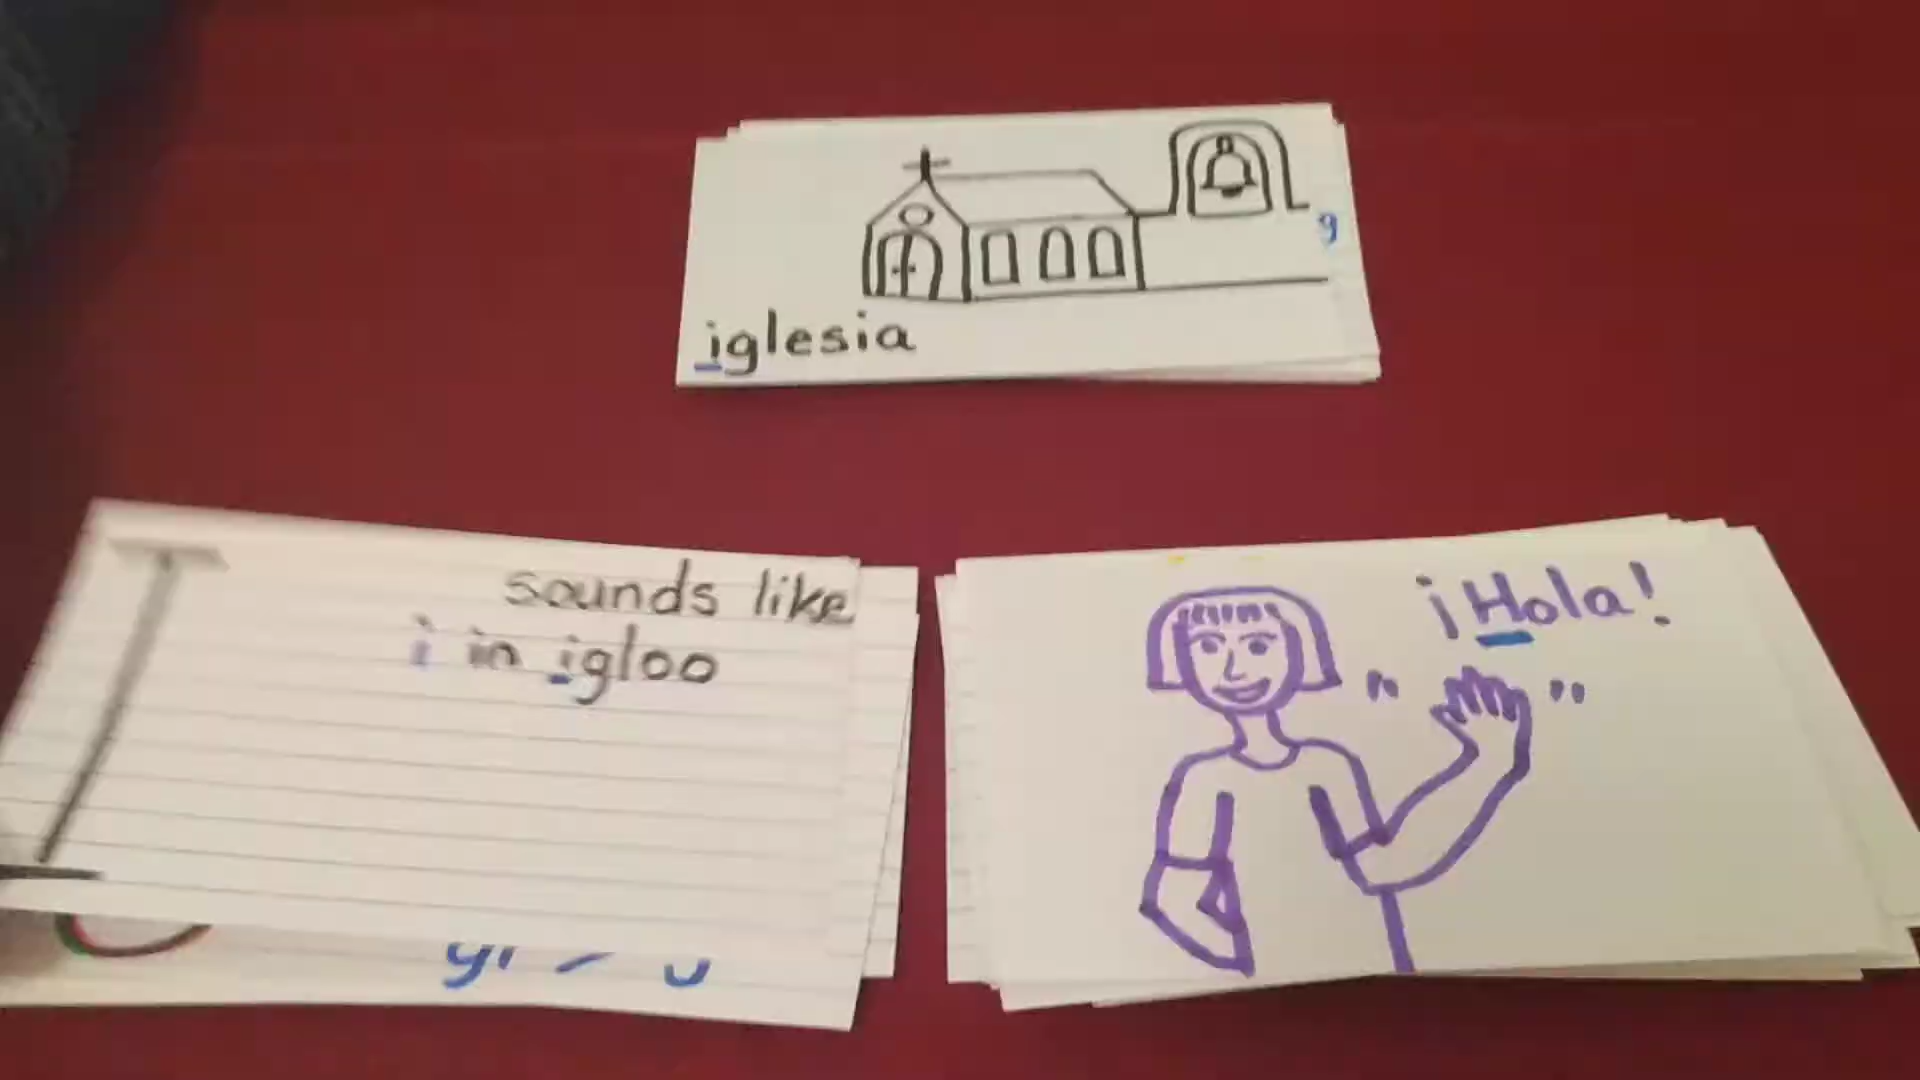 g
iglesia
I
sounds like
i in igloo
¡Hola!
" "